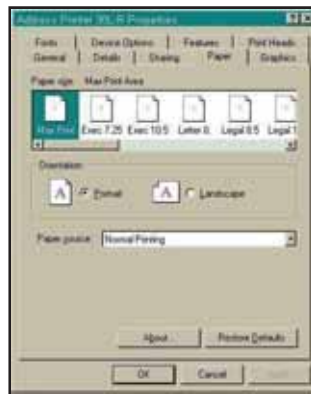 Address Printer 90L-R Properties
Fonts Device Options Features Print Heads
General Details Sharing Paper Graphics
Paper size: Max Print Area
Max Print Exec 7.25 Exec 10.5 Letter 8. Legal 8.5 Legal 1
Orientation
A Portrait A Landscape
Paper source: Normal Printing
About Restore Defaults
OK Cancel